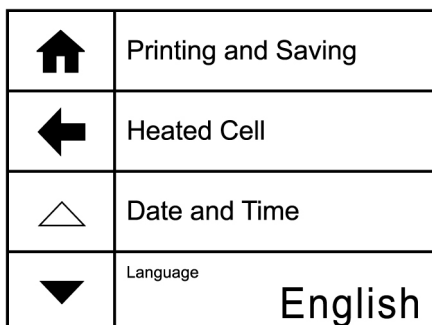 Printing and Saving
Heated Cell
Date and Time
Language
English